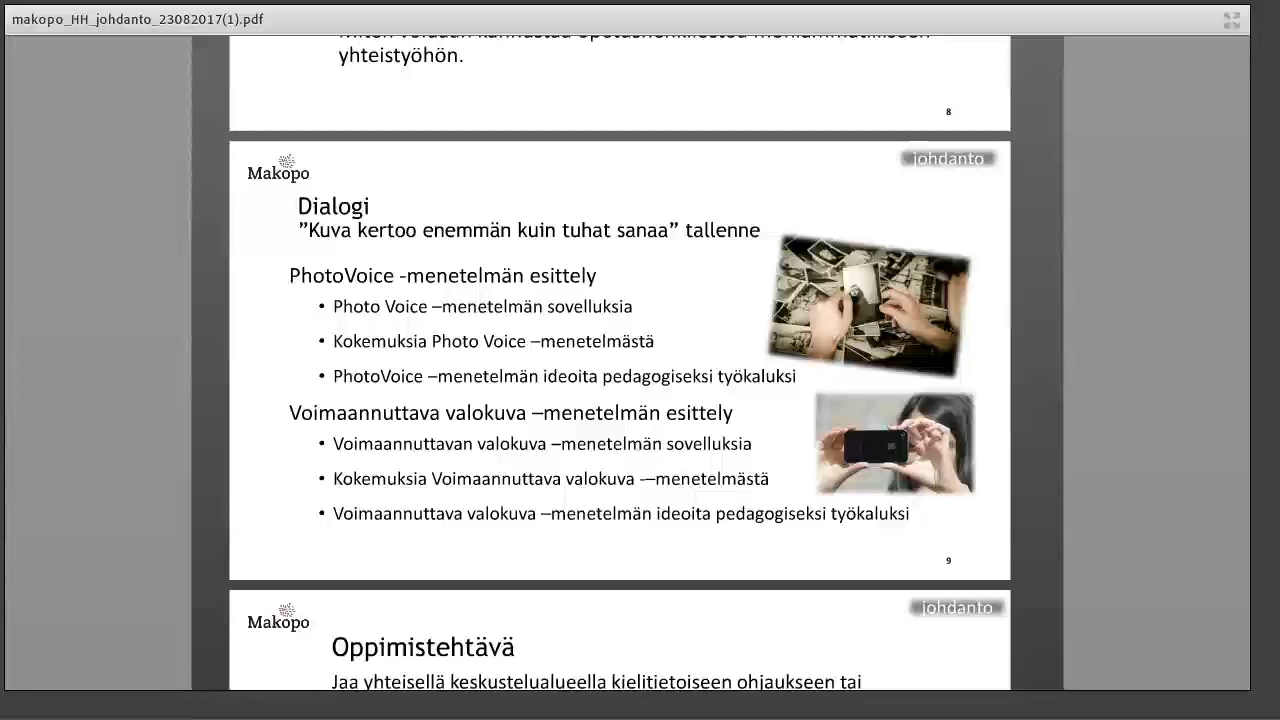 makopo_HH_johdanto_23082017(1).pdf
yhteistyöhön.
8
Makopo
johdanto
Dialogi
”Kuva kertoo enemmän kuin tuhat sanaa” tallenne
PhotoVoice -menetelmän esittely
• Photo Voice –menetelmän sovelluksia
• Kokemuksia Photo Voice –menetelmästä
• PhotoVoice –menetelmän ideoita pedagogiseksi työkaluksi
Voimaannuttava valokuva –menetelmän esittely
• Voimaannuttavan valokuva –menetelmän sovelluksia
• Kokemuksia Voimaannuttava valokuva -–menetelmästä
• Voimaannuttava valokuva –menetelmän ideoita pedagogiseksi työkaluksi
9
Makopo
johdanto
Oppimistehtävä
Jaa yhteisellä keskustelualueella kielitietoiseen ohjaukseen tai